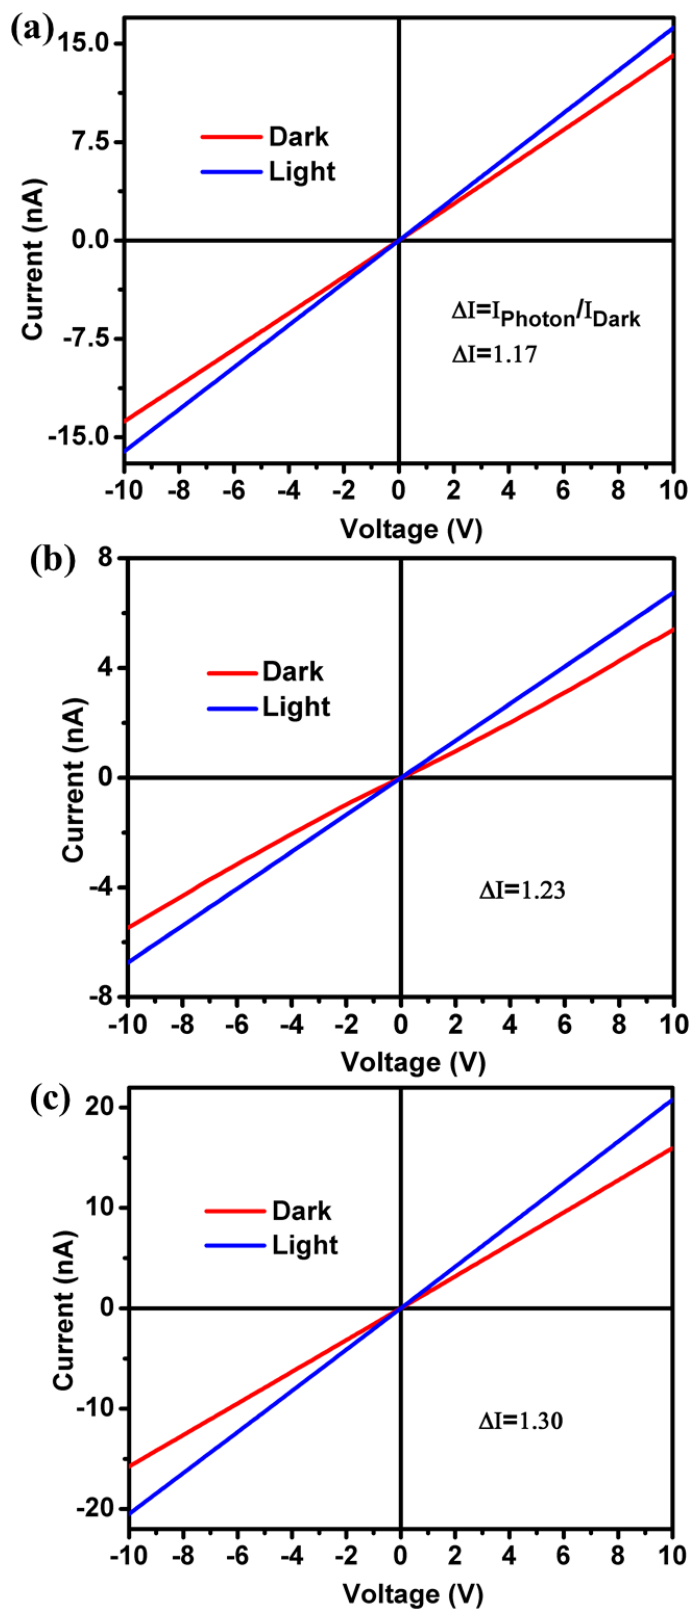 (a)
15.0
7.5
0.0
-7.5
-15.0
Current (nA)
Dark
Light
ΔI=I_Photon/I_Dark
ΔI=1.17
-10 -8 -6 -4 -2 0 2 4 6 8 10
Voltage (V)
(b)
8
4
0
-4
-8
Current (nA)
Dark
Light
ΔI=1.23
-10 -8 -6 -4 -2 0 2 4 6 8 10
Voltage (V)
(c)
20
10
0
-10
-20
Current (nA)
Dark
Light
ΔI=1.30
-10 -8 -6 -4 -2 0 2 4 6 8 10
Voltage (V)